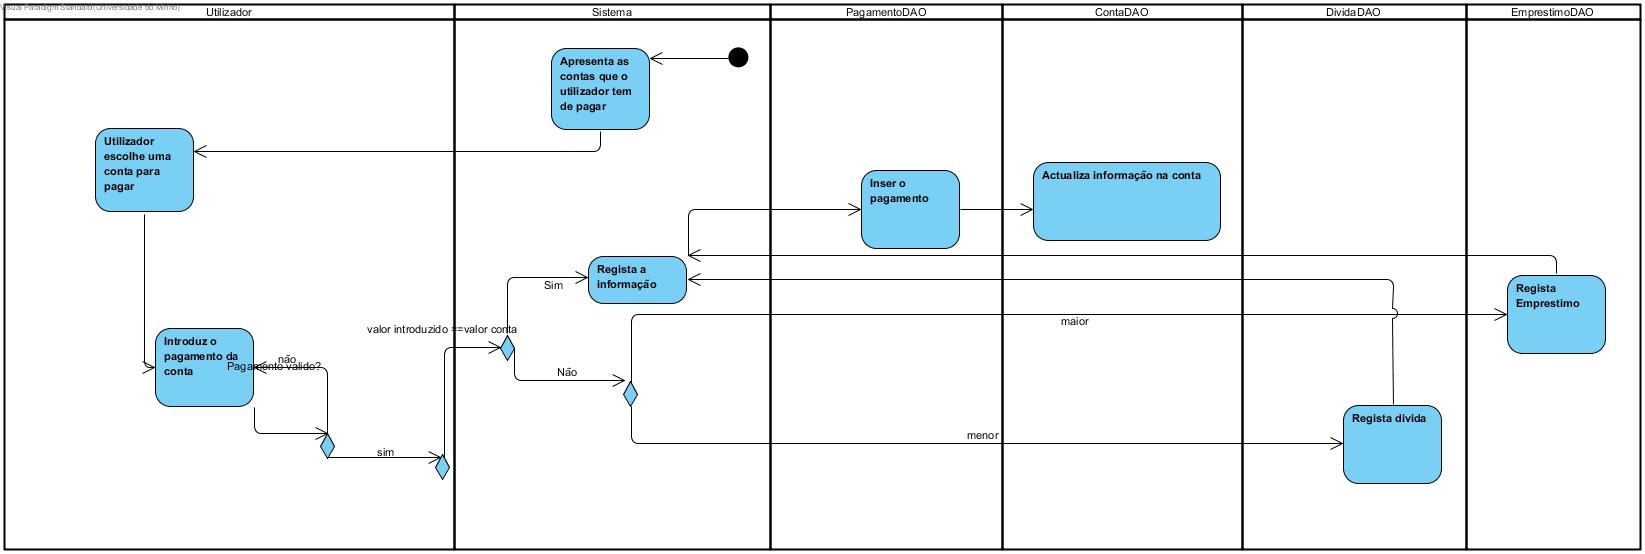 Visual Paradigm Standard(Universidade do Minho)
Utilizador
Sistema
PagamentoDAO
ContaDAO
DividaDAO
EmprestimoDAO
Apresenta as
contas que o
utilizador tem
de pagar
Utilizador
escolhe uma
conta para
pagar
Inser o
pagamento
Actualiza informação na conta
Regista a
informação
Sim
Regista
Emprestimo
maior
valor introduzido ==valor conta
Introduz o
pagamento da
conta
não
Pagamento valido?
Não
Regista divida
menor
sim